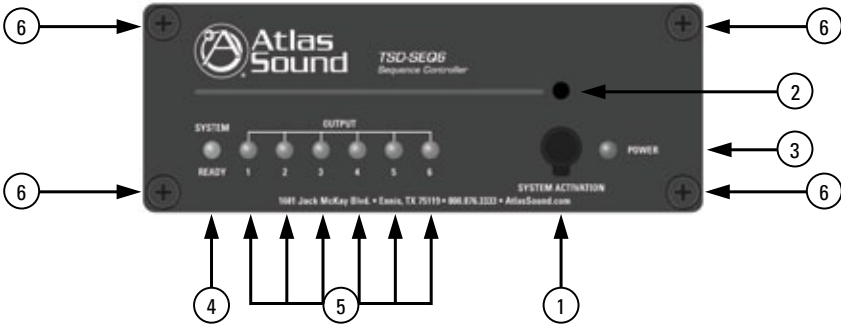 6
6
Atlas
Sound
TSD-SEQ6
Sequence Controller
2
SYSTEM
OUTPUT
POWER
3
READY
1
2
3
4
5
6
6
SYSTEM ACTIVATION
6
1601 Jack McKay Blvd. • Ennis, TX 75119 • 800.876.3333 • AtlasSound.com
4
5
1